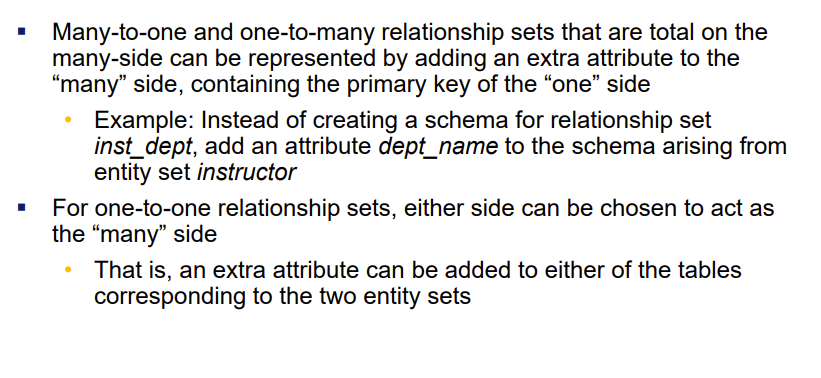 ▪ Many-to-one and one-to-many relationship sets that are total on the
many-side can be represented by adding an extra attribute to the
“many” side, containing the primary key of the “one” side
• Example: Instead of creating a schema for relationship set
inst_dept, add an attribute dept_name to the schema arising from
entity set instructor
▪ For one-to-one relationship sets, either side can be chosen to act as
the “many” side
• That is, an extra attribute can be added to either of the tables
corresponding to the two entity sets